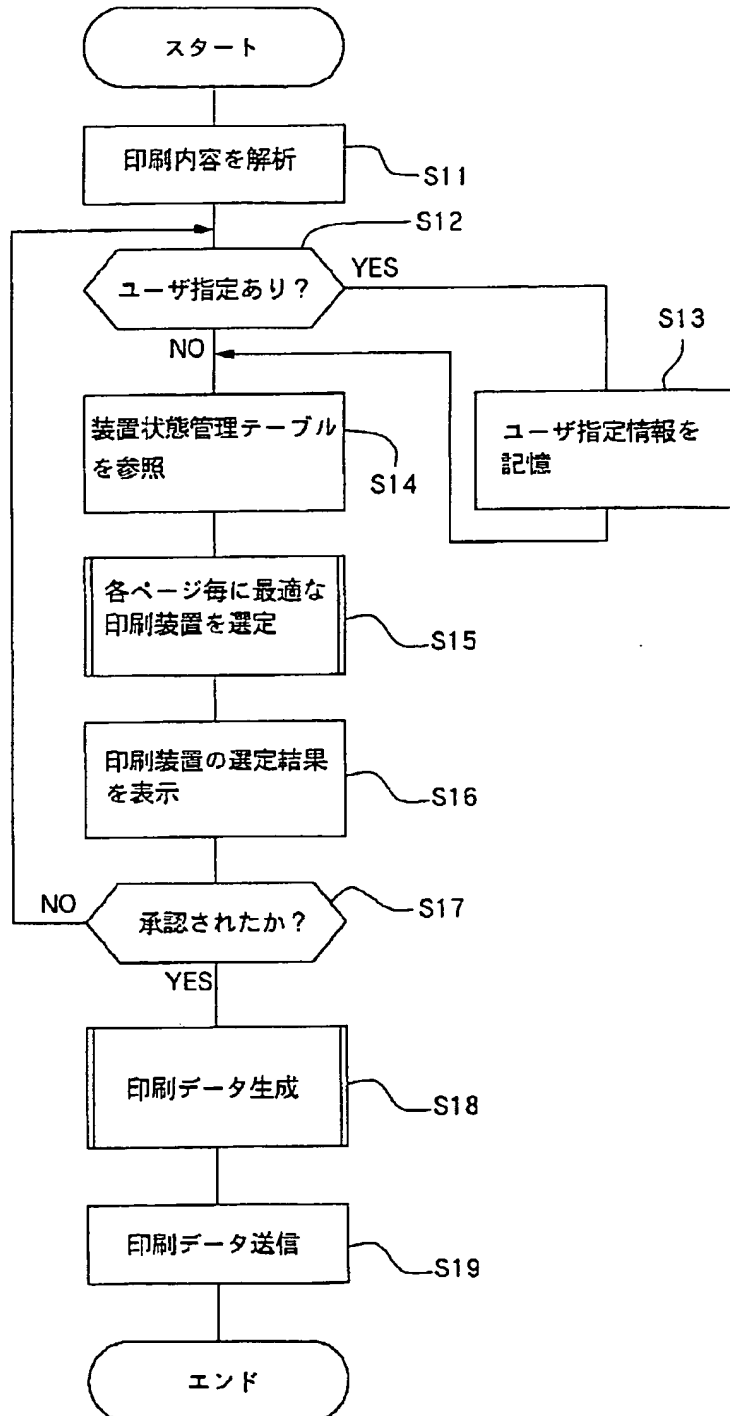 スタート
印刷内容を解析
S11
S12
ユーザ指定あり?
YES
NO
S13
ユーザ指定情報を
記憶
装置状態管理テーブル
を参照
S14
各ページ毎に最適な
印刷装置を選定
S15
印刷装置の選定結果
を表示
S16
NO
承認されたか?
S17
YES
印刷データ生成
S18
印刷データ送信
S19
エンド